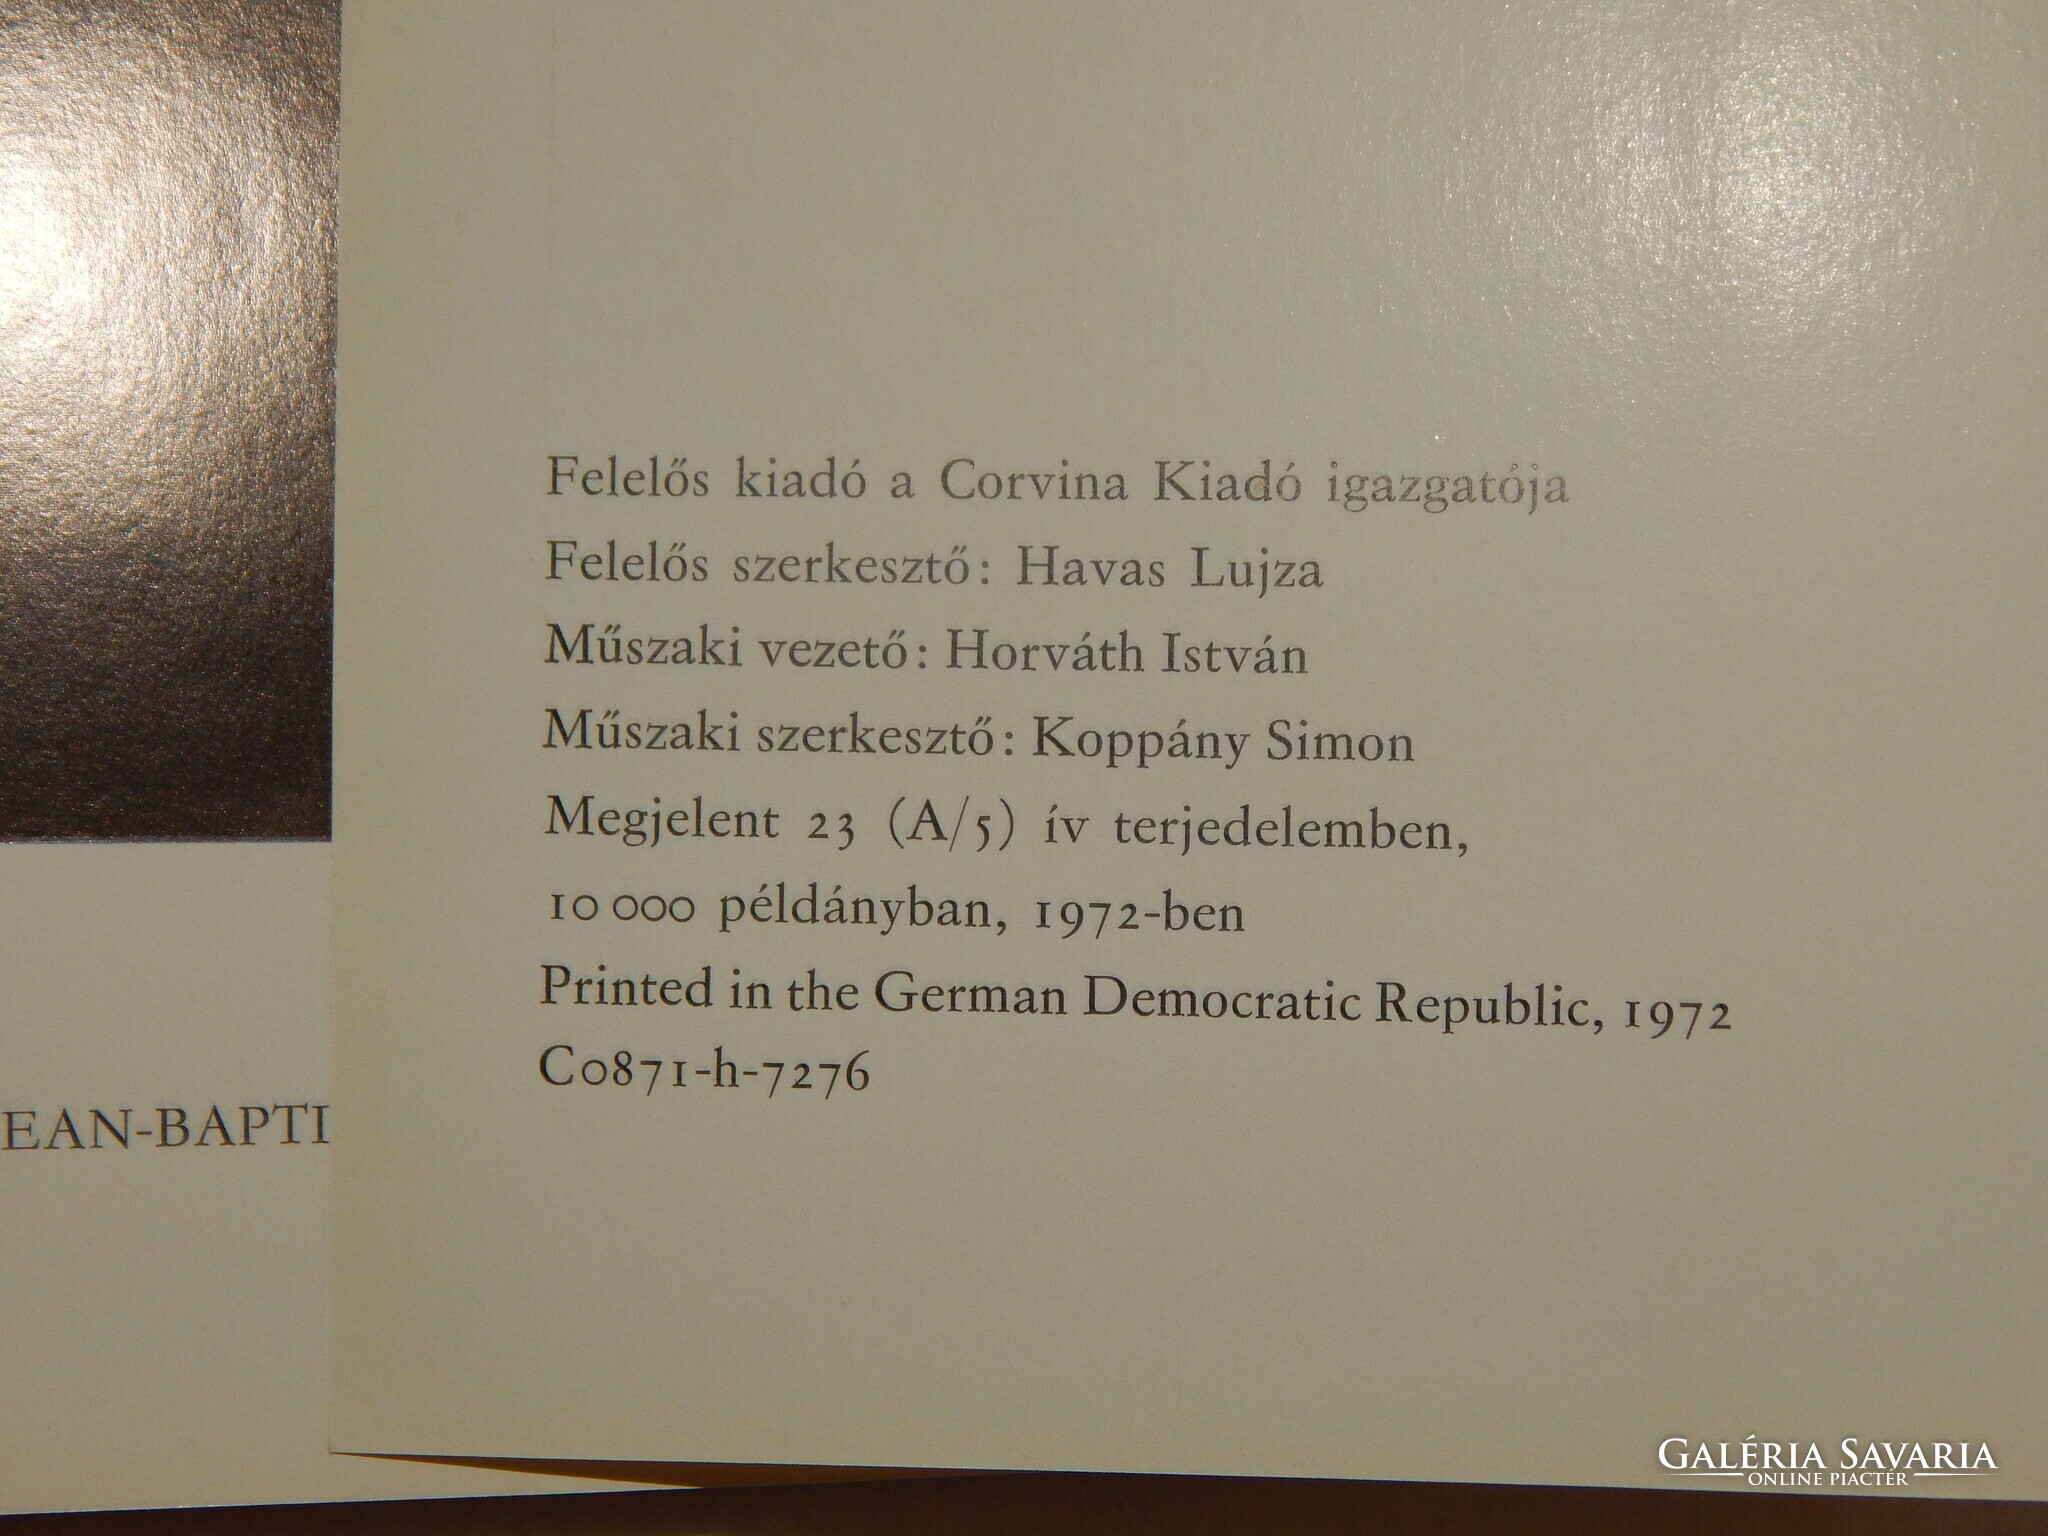 Felelős kiadó a Corvina Kiadó igazgatója
Felelős szerkesztő: Havas Lujza
Műszaki vezető: Horváth István
Műszaki szerkesztő: Koppány Simon
Megjelent 23 (A/5) ív terjedelemben,
10 000 példányban, 1972-ben
Printed in the German Democratic Republic, 1972
Co871-h-7276
EAN-BAPTI
GALÉRIA SAVARIA
ONLINE PIACTÉR